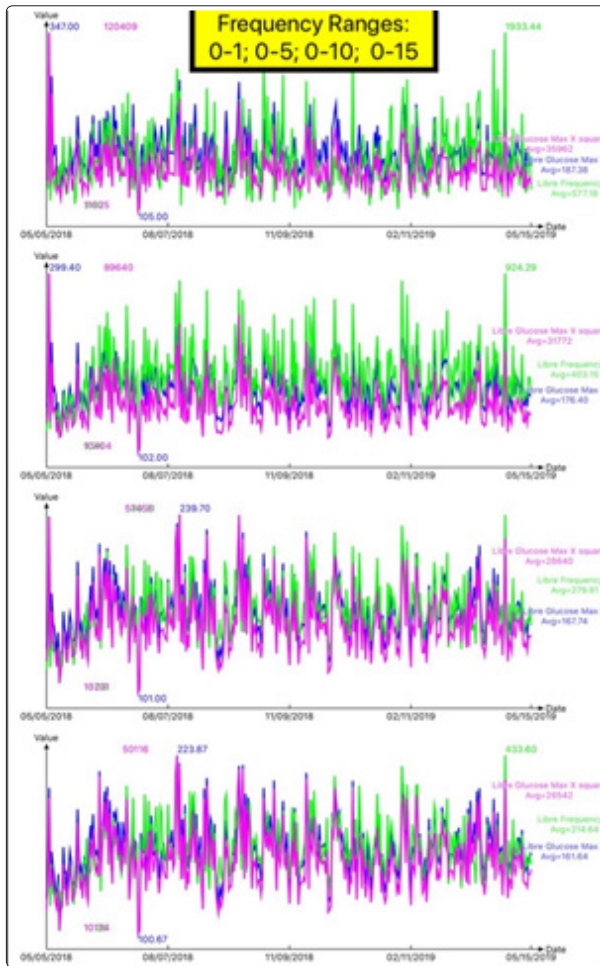 Frequency Ranges:
0-1; 0-5; 0-10; 0-15
347.00
120409
1933.44
Libre Glucose Max X squar
Avg=35962
Libre Glucose Max
Avg=187.38
Libre Frequency
Avg=577.18
105.00
Date
05/05/2018
08/07/2018
11/09/2018
02/11/2019
05/15/2019
Value
299.40
89640
924.29
Libre Glucose Max X squar
Avg=31772
Libre Frequency
Avg=403.15
Libre Glucose Max
Avg=176.40
102.00
Date
05/05/2018
08/07/2018
11/09/2018
02/11/2019
05/15/2019
Value
239.70
Libre Glucose Max X squar
Avg=28640
Libre Frequency
Avg=279.91
Libre Glucose Max
Avg=167.74
101.00
Date
05/05/2018
08/07/2018
11/09/2018
02/11/2019
05/15/2019
Value
50116
223.87
433.60
Libre Glucose Max X squar
Avg=26542
Libre Frequency
Avg=214.64
Libre Glucose Max
Avg=161.64
100.67
Date
05/05/2018
08/07/2018
11/09/2018
02/11/2019
05/15/2019